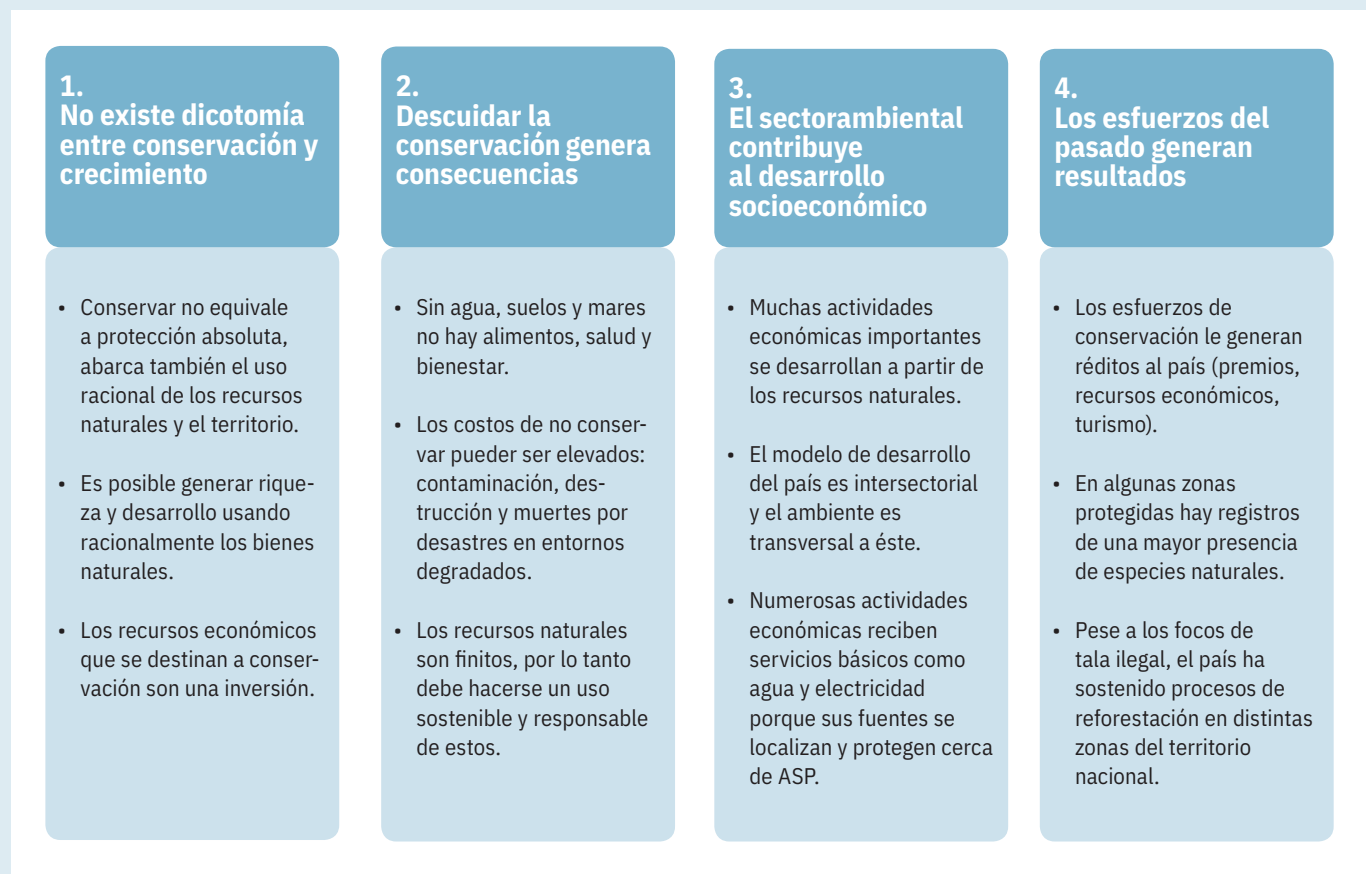 1.
No existe dicotomía
entre conservación y
crecimiento
• Conservar no equivale
a protección absoluta,
abarca también el uso
racional de los recursos
naturales y el territorio.
• Es posible generar rique-
za y desarrollo usando
racionalmente los bienes
naturales.
• Los recursos económicos
que se destinan a conser-
vación son una inversión.
2.
Descuidar la
conservación genera
consecuencias
• Sin agua, suelos y mares
no hay alimentos, salud y
bienestar.
• Los costos de no conser-
var pueder ser elevados:
contaminación, des-
trucción y muertes por
desastres en entornos
degradados.
• Los recursos naturales
son finitos, por lo tanto
debe hacerse un uso
sostenible y responsable
de estos.
3.
El sectorambiental
contribuye
al desarrollo
socioeconómico
• Muchas actividades
económicas importantes
se desarrollan a partir de
los recursos naturales.
• El modelo de desarrollo
del país es intersectorial
y el ambiente es
transversal a éste.
• Numerosas actividades
económicas reciben
servicios básicos como
agua y electricidad
porque sus fuentes se
localizan y protegen cerca
de ASP.
4.
Los esfuerzos del
pasado generan
resultados
• Los esfuerzos de
conservación le generan
réditos al país (premios,
recursos económicos,
turismo).
• En algunas zonas
protegidas hay registros
de una mayor presencia
de especies naturales.
• Pese a los focos de
tala ilegal, el país ha
sostenido procesos de
reforestación en distintas
zonas del territorio
nacional.